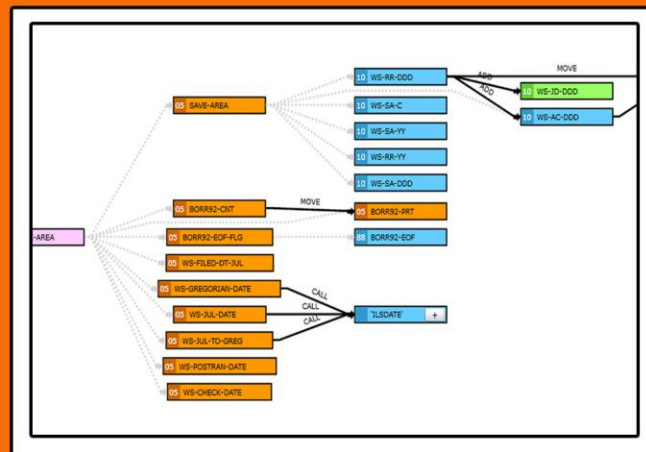 10 WS-RR-DDD
MOVE
ADD
ADD
10 WS-JD-DDD
05 SAVE-AREA
10 WS-SA-C
10 WS-AC-DDD
10 WS-SA-YY
10 WS-RR-YY
10 WS-SA-DDD
05 BORR92-CNT
MOVE
05 BORR92-PRT
-AREA
05 BORR92-EOF-FLG
88 BORR92-EOF
05 WS-FILED-DT-JUL
05 WS-GREGORIAN-DATE
CALL
05 WS-JUL-DATE
CALL
'ILSDATE' +
CALL
05 WS-JUL-TO-GREG
05 WS-POSTRAN-DATE
05 WS-CHECK-DATE